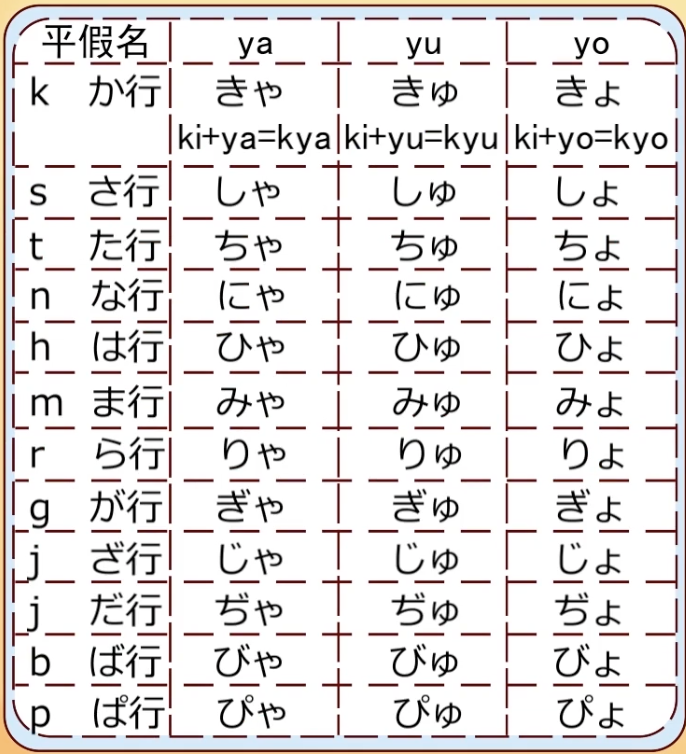 平假名 ya yu yo
k か行 きゃ きゅ きょ
ki+ya=kya ki+yu=kyu ki+yo=kyo
s さ行 しゃ しゅ しょ
t た行 ちゃ ちゅ ちょ
n な行 にゃ にゅ にょ
h は行 ひゃ ひゅ ひょ
m ま行 みゃ みゅ みょ
r ら行 りゃ りゅ りょ
g が行 ぎゃ ぎゅ ぎょ
j ざ行 じゃ じゅ じょ
j だ行 ぢゃ ぢゅ ぢょ
b ば行 びゃ びゅ びょ
p ぱ行 ぴゃ ぴゅ ぴょ